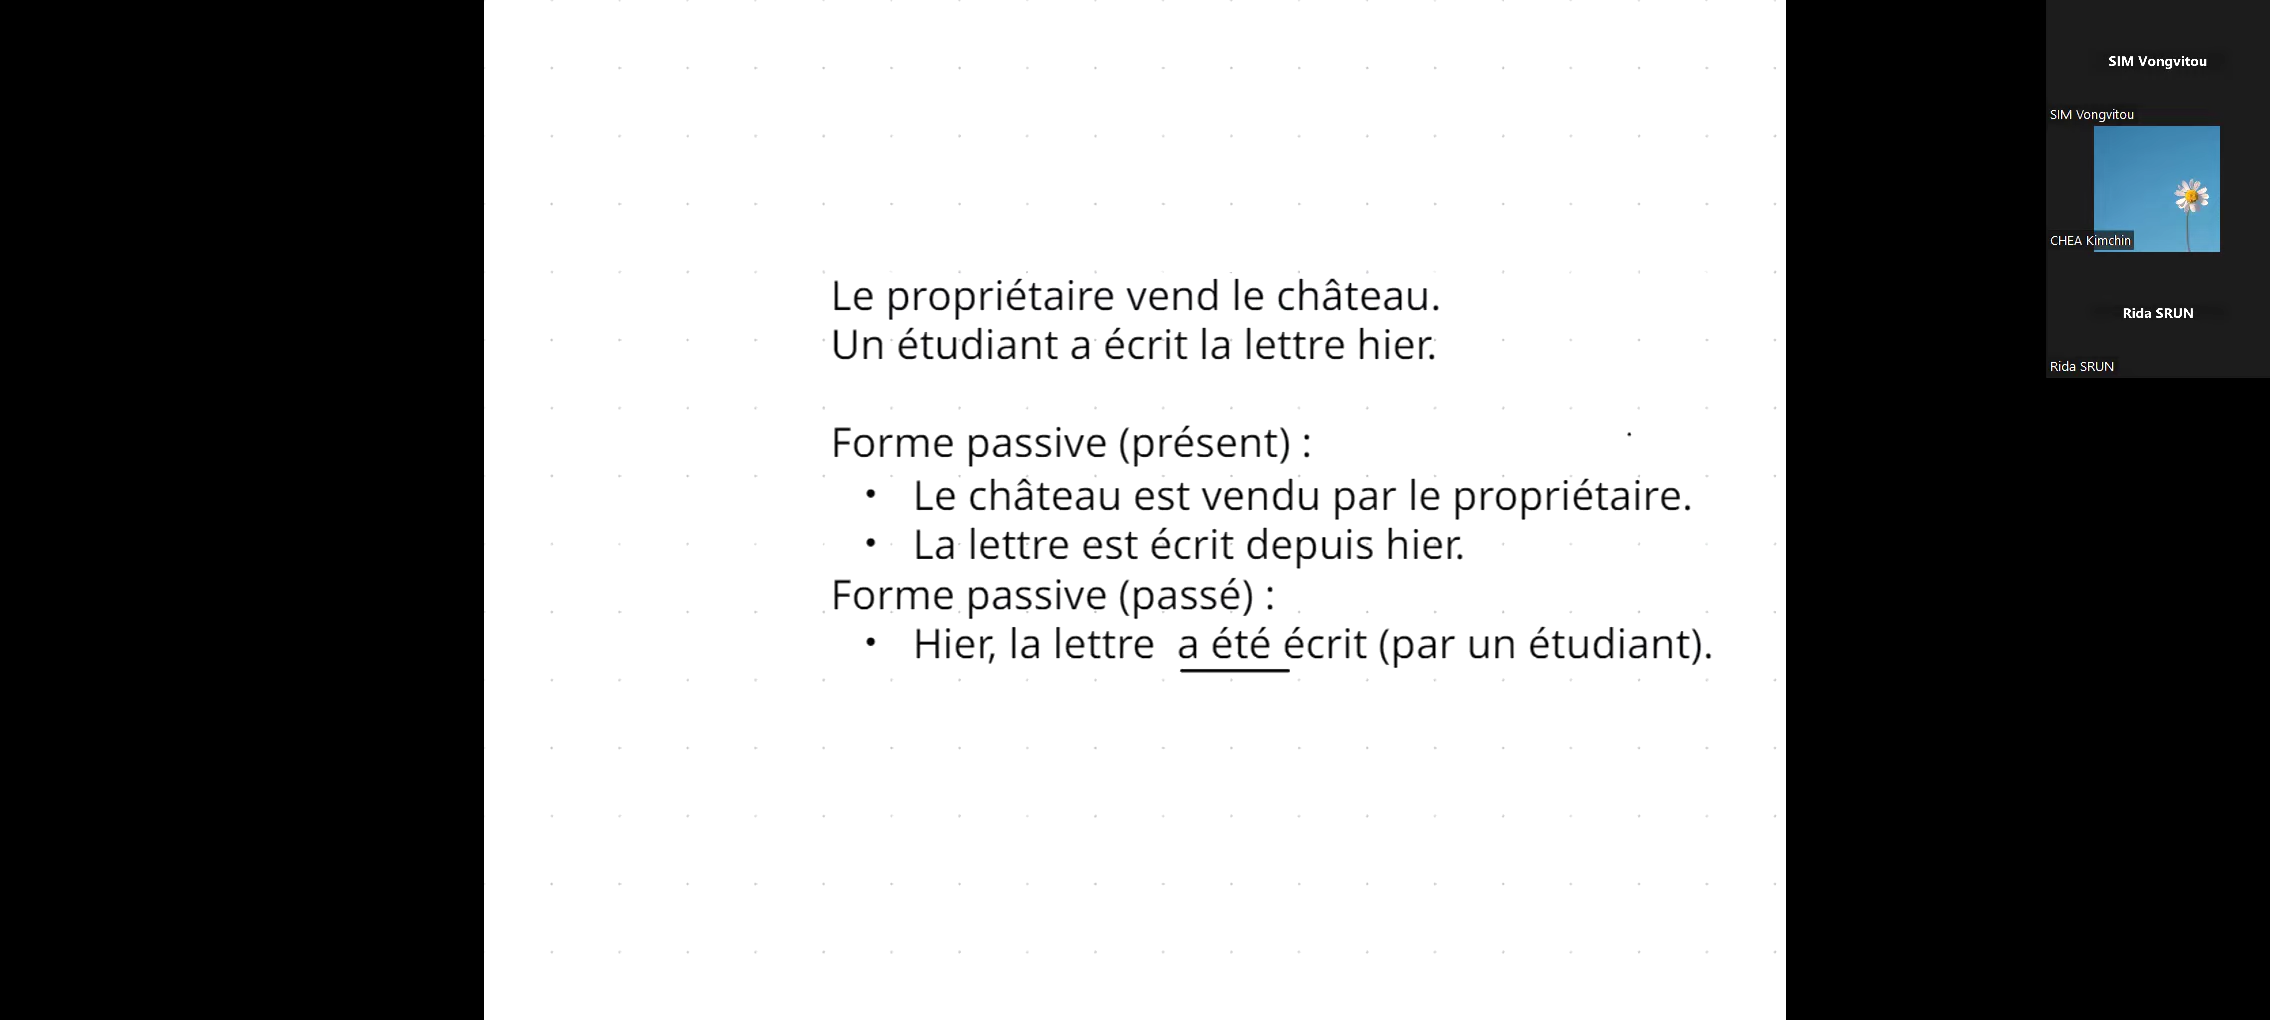 Le propriétaire vend le château.
Un étudiant a écrit la lettre hier.
Forme passive (présent) :
• Le château est vendu par le propriétaire.
• La lettre est écrit depuis hier.
Forme passive (passé) :
• Hier, la lettre a été écrit (par un étudiant).
SIM Vongvitou
SIM Vongvitou
CHEA Kimchin
Rida SRUN
Rida SRUN